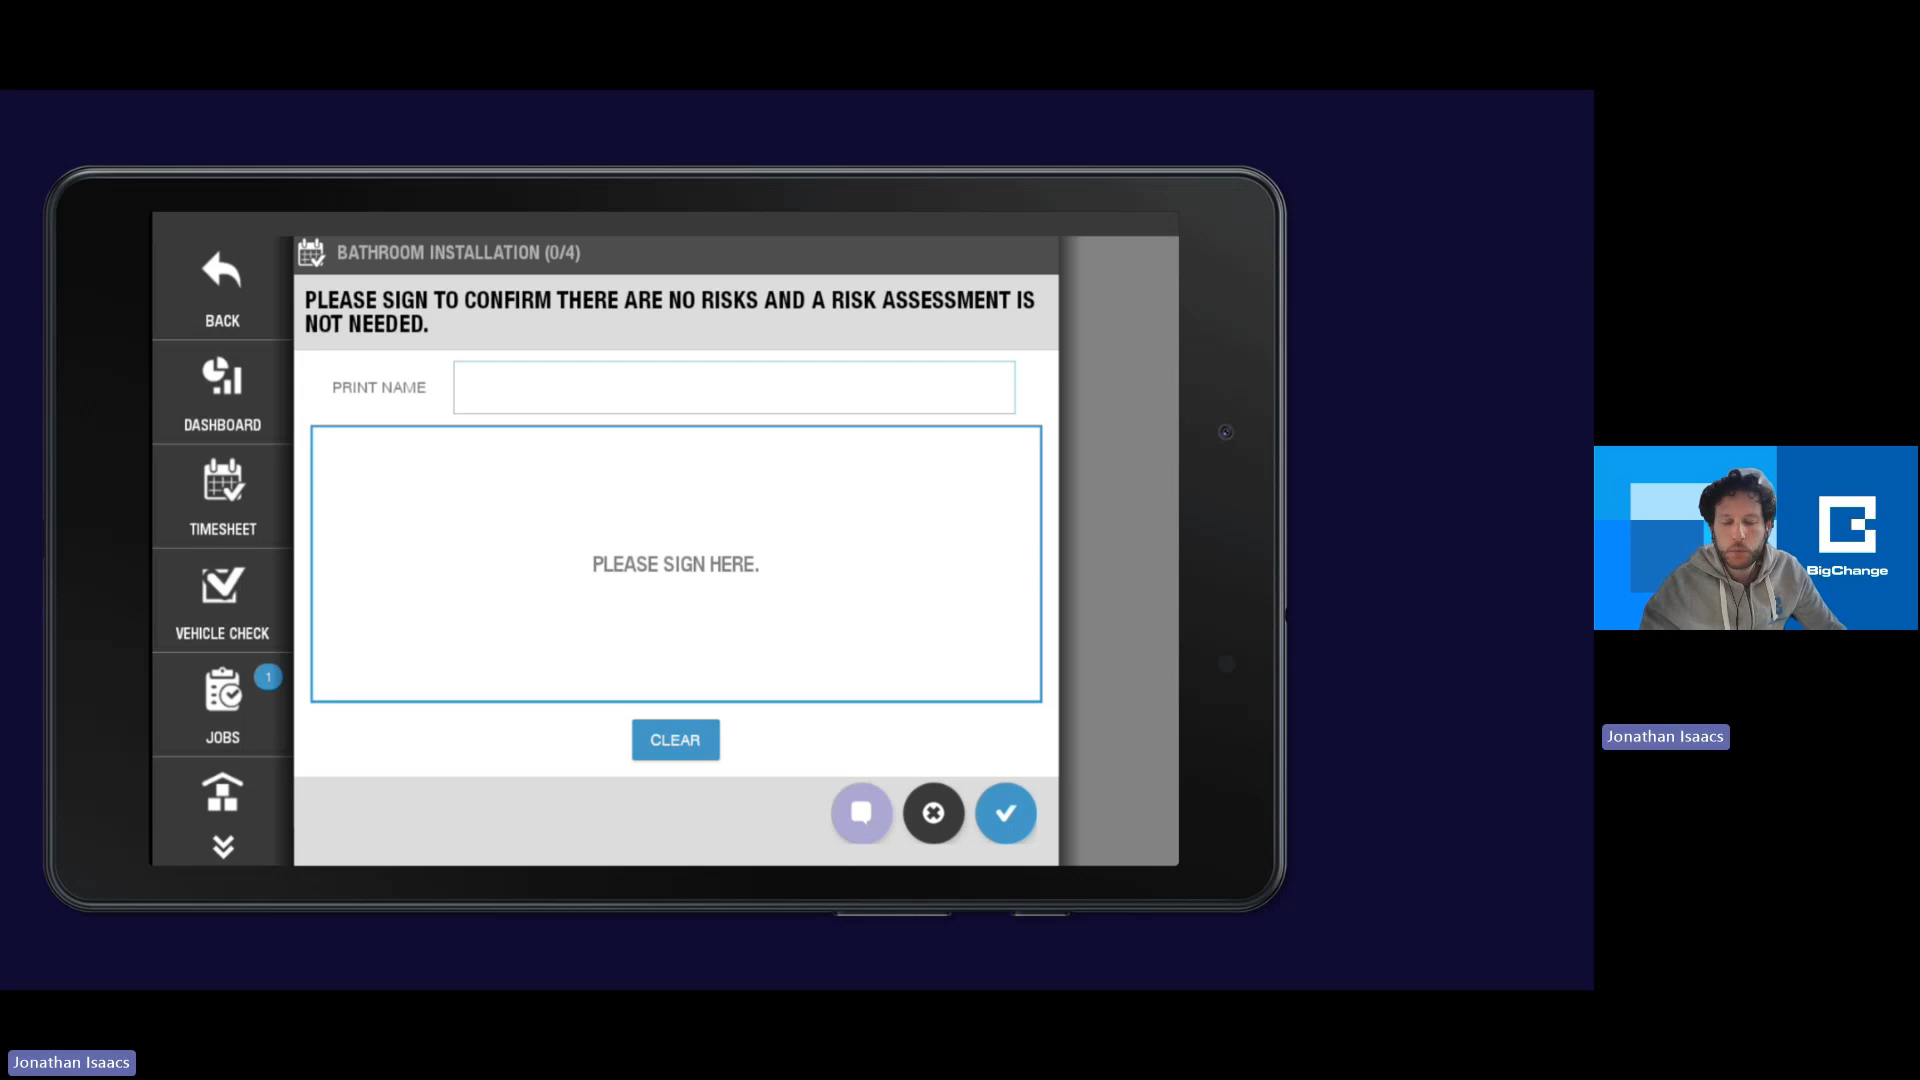 BATHROOM INSTALLATION (0/4)
PLEASE SIGN TO CONFIRM THERE ARE NO RISKS AND A RISK ASSESSMENT IS
NOT NEEDED.
BACK
PRINT NAME
DASHBOARD
TIMESHEET
PLEASE SIGN HERE.
VEHICLE CHECK
1
JOBS
CLEAR
BigChange
Jonathan Isaacs
Jonathan Isaacs